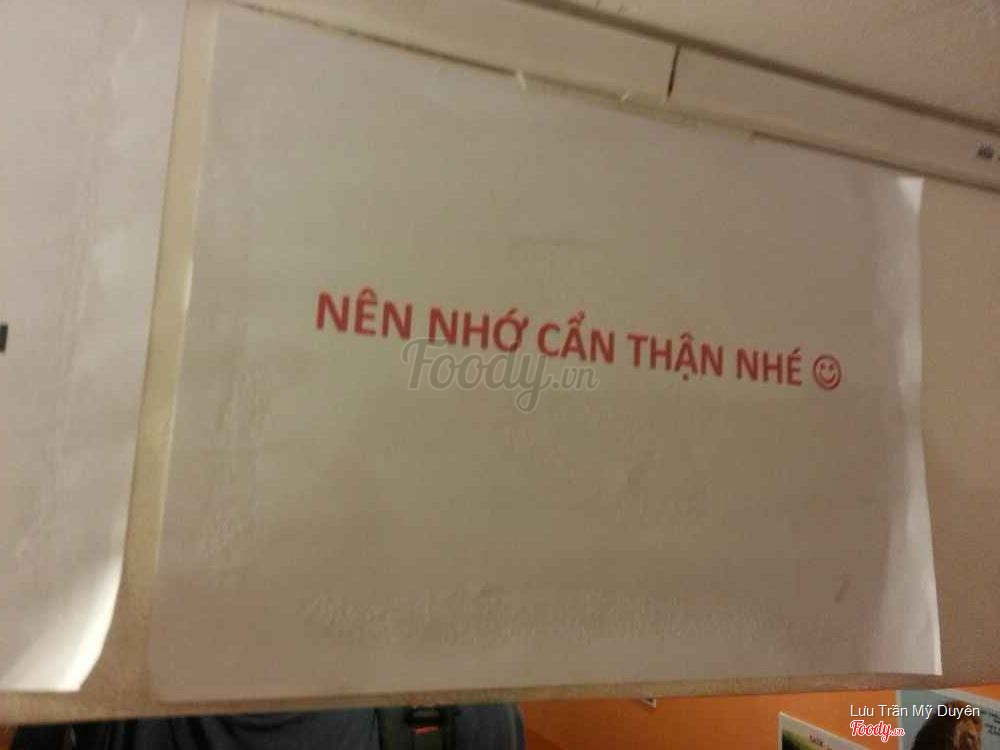 NÊN NHỚ CẨN THẬN NHÉ ☺
Foody.vn
Lưu Trần Mỹ Duyên
Foody.vn